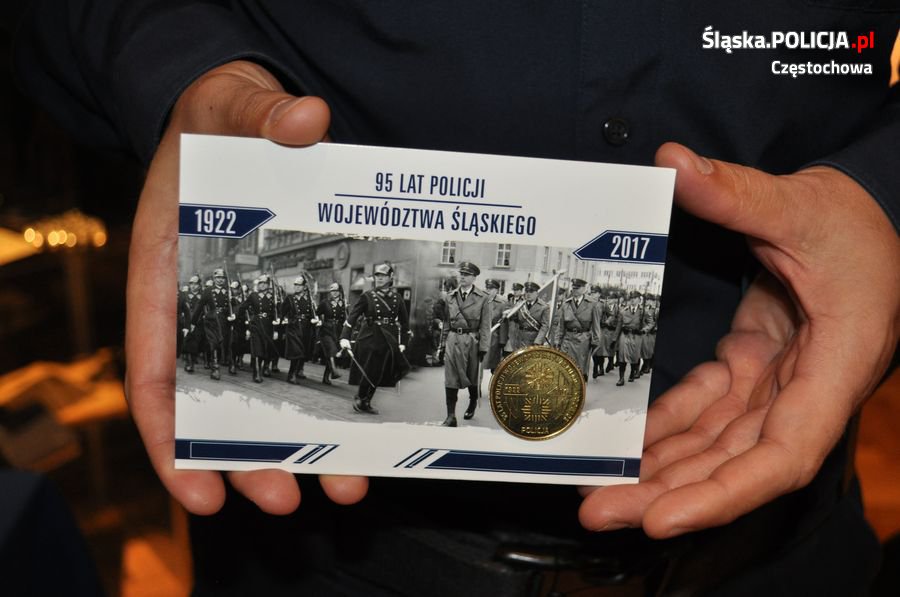 Śląska.POLICJA.pl
Częstochowa
95 LAT POLICJI
WOJEWÓDZTWA ŚLĄSKIEGO
1922
2017
POLICJA